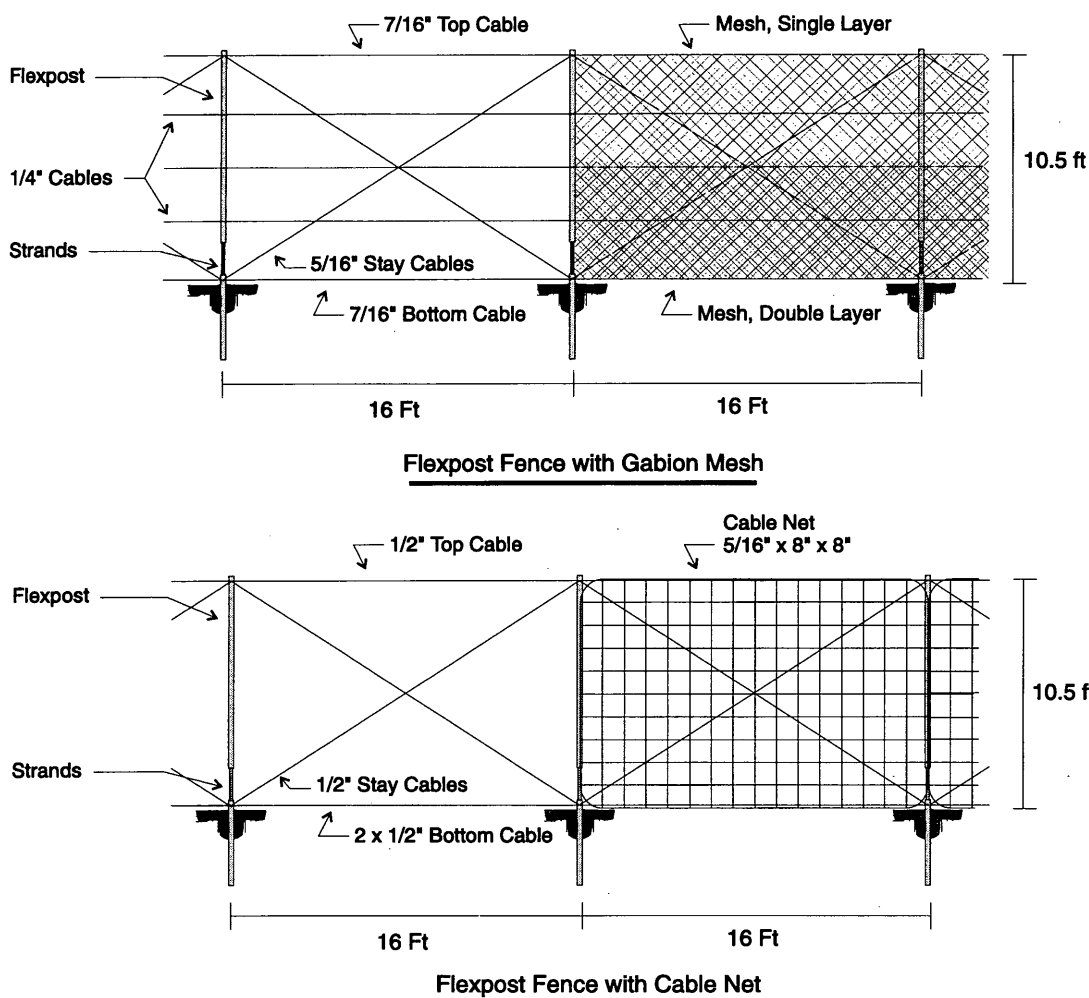 7/16" Top Cable
Mesh, Single Layer
Flexpost
10.5 ft
1/4" Cables
Strands
5/16" Stay Cables
7/16" Bottom Cable
Mesh, Double Layer
16 Ft
16 Ft
Flexpost Fence with Gabion Mesh
1/2" Top Cable
Cable Net
5/16" x 8" x 8"
Flexpost
10.5 f
Strands
1/2" Stay Cables
2 x 1/2" Bottom Cable
16 Ft
16 Ft
Flexpost Fence with Cable Net